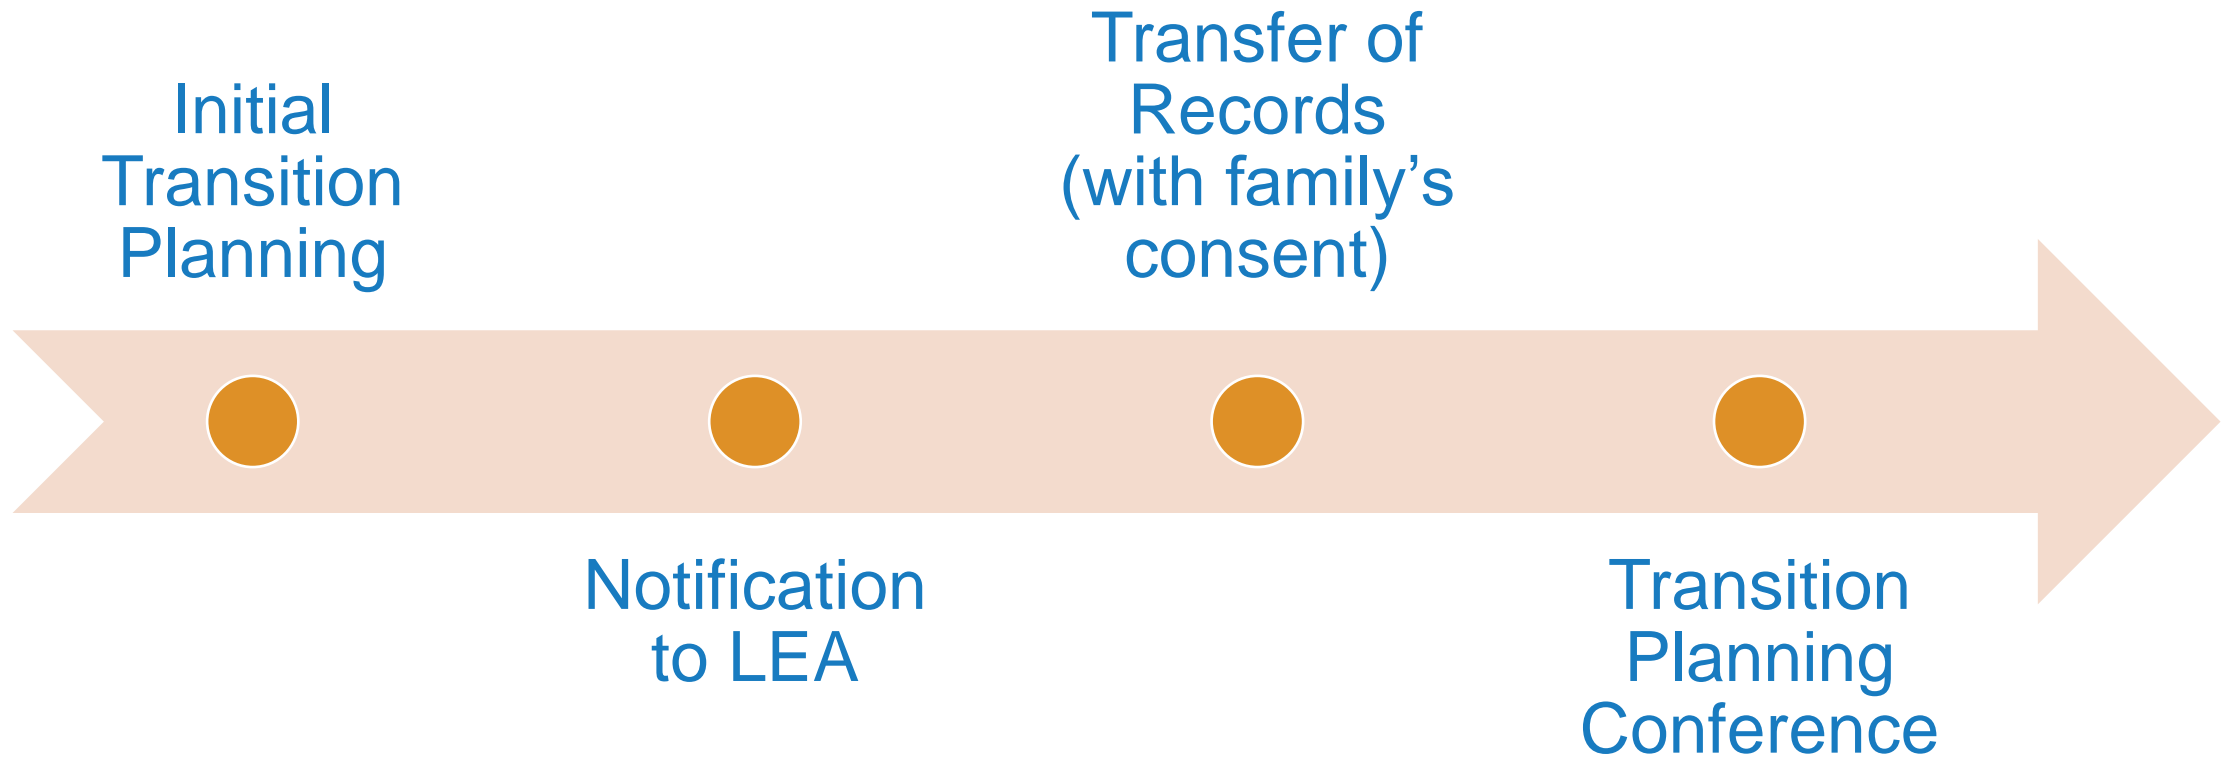 Initial
Transition
Planning
Notification
to LEA
Transfer of
Records
(with family’s
consent)
Transition
Planning
Conference